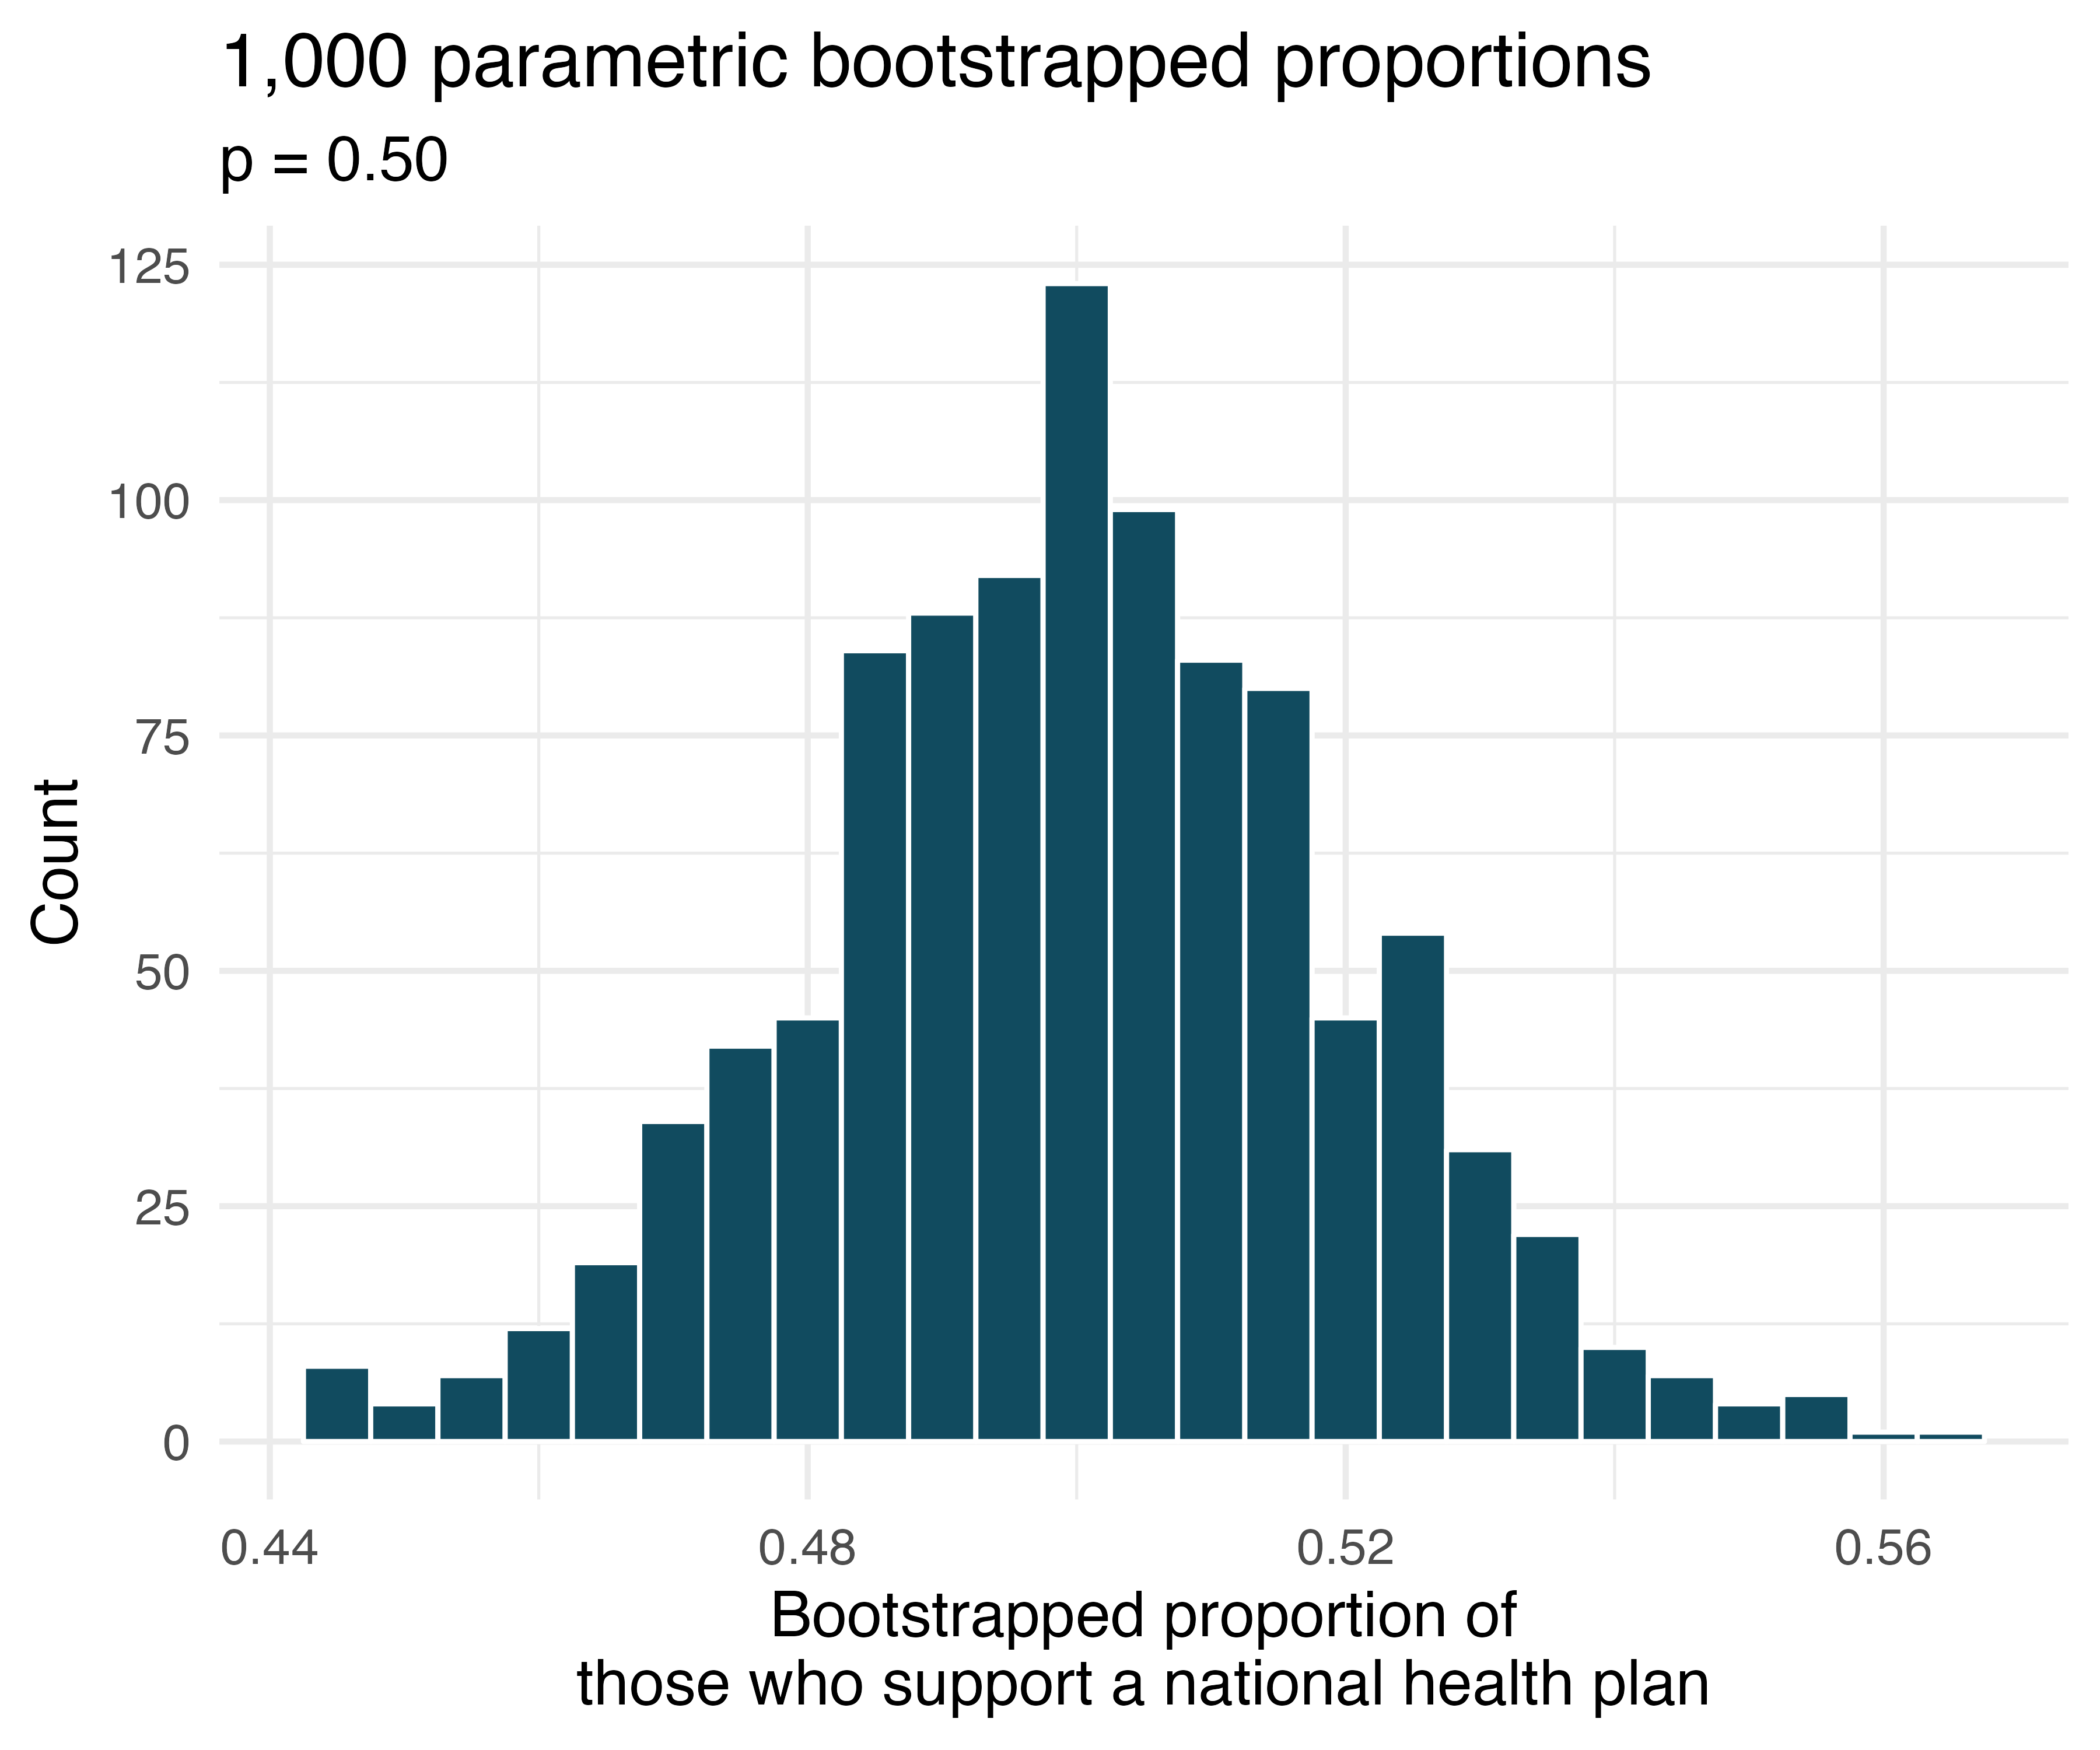 1,000 parametric bootstrapped proportions
p = 0.50
125
100
75
50
25
0
Count
0.44 0.48 0.52 0.56
Bootstrapped proportion of
those who support a national health plan